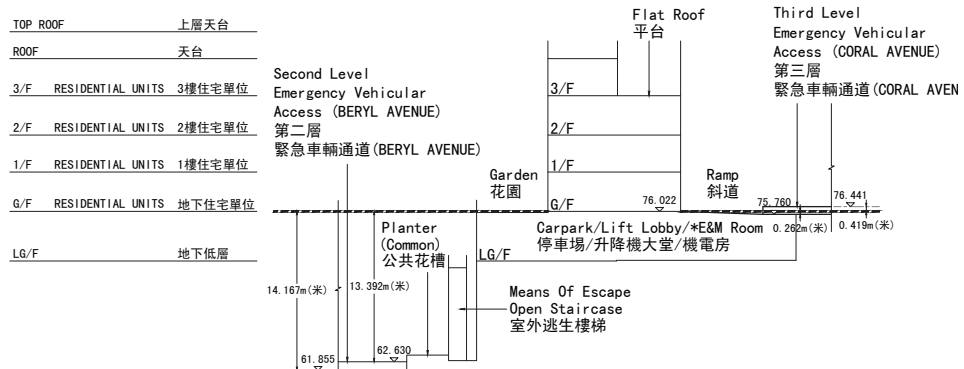 TOP ROOF 上層天台
ROOF 天台
3/F RESIDENTIAL UNITS 3樓住宅單位
2/F RESIDENTIAL UNITS 2樓住宅單位
1/F RESIDENTIAL UNITS 1樓住宅單位
G/F RESIDENTIAL UNITS 地下住宅單位
LG/F 地下低層
Second Level
Emergency Vehicular
Access (BERYL AVENUE)
第二層
緊急車輛通道(BERYL AVENUE)
Flat Roof
平台
Third Level
Emergency Vehicular
Access (CORAL AVENUE)
第三層
緊急車輛通道(CORAL AVEN
3/F
2/F
1/F
G/F
LG/F
Garden
花園
Ramp
斜道
76.022
75.760
76.441
0.262m(米)
0.419m(米)
Planter
(Common)
公共花槽
Carpark/Lift Lobby/*E&M Room
停車場/升降機大堂/機電房
14.167m(米)
13.392m(米)
Means Of Escape
Open Staircase
室外逃生樓梯
61.855
62.630